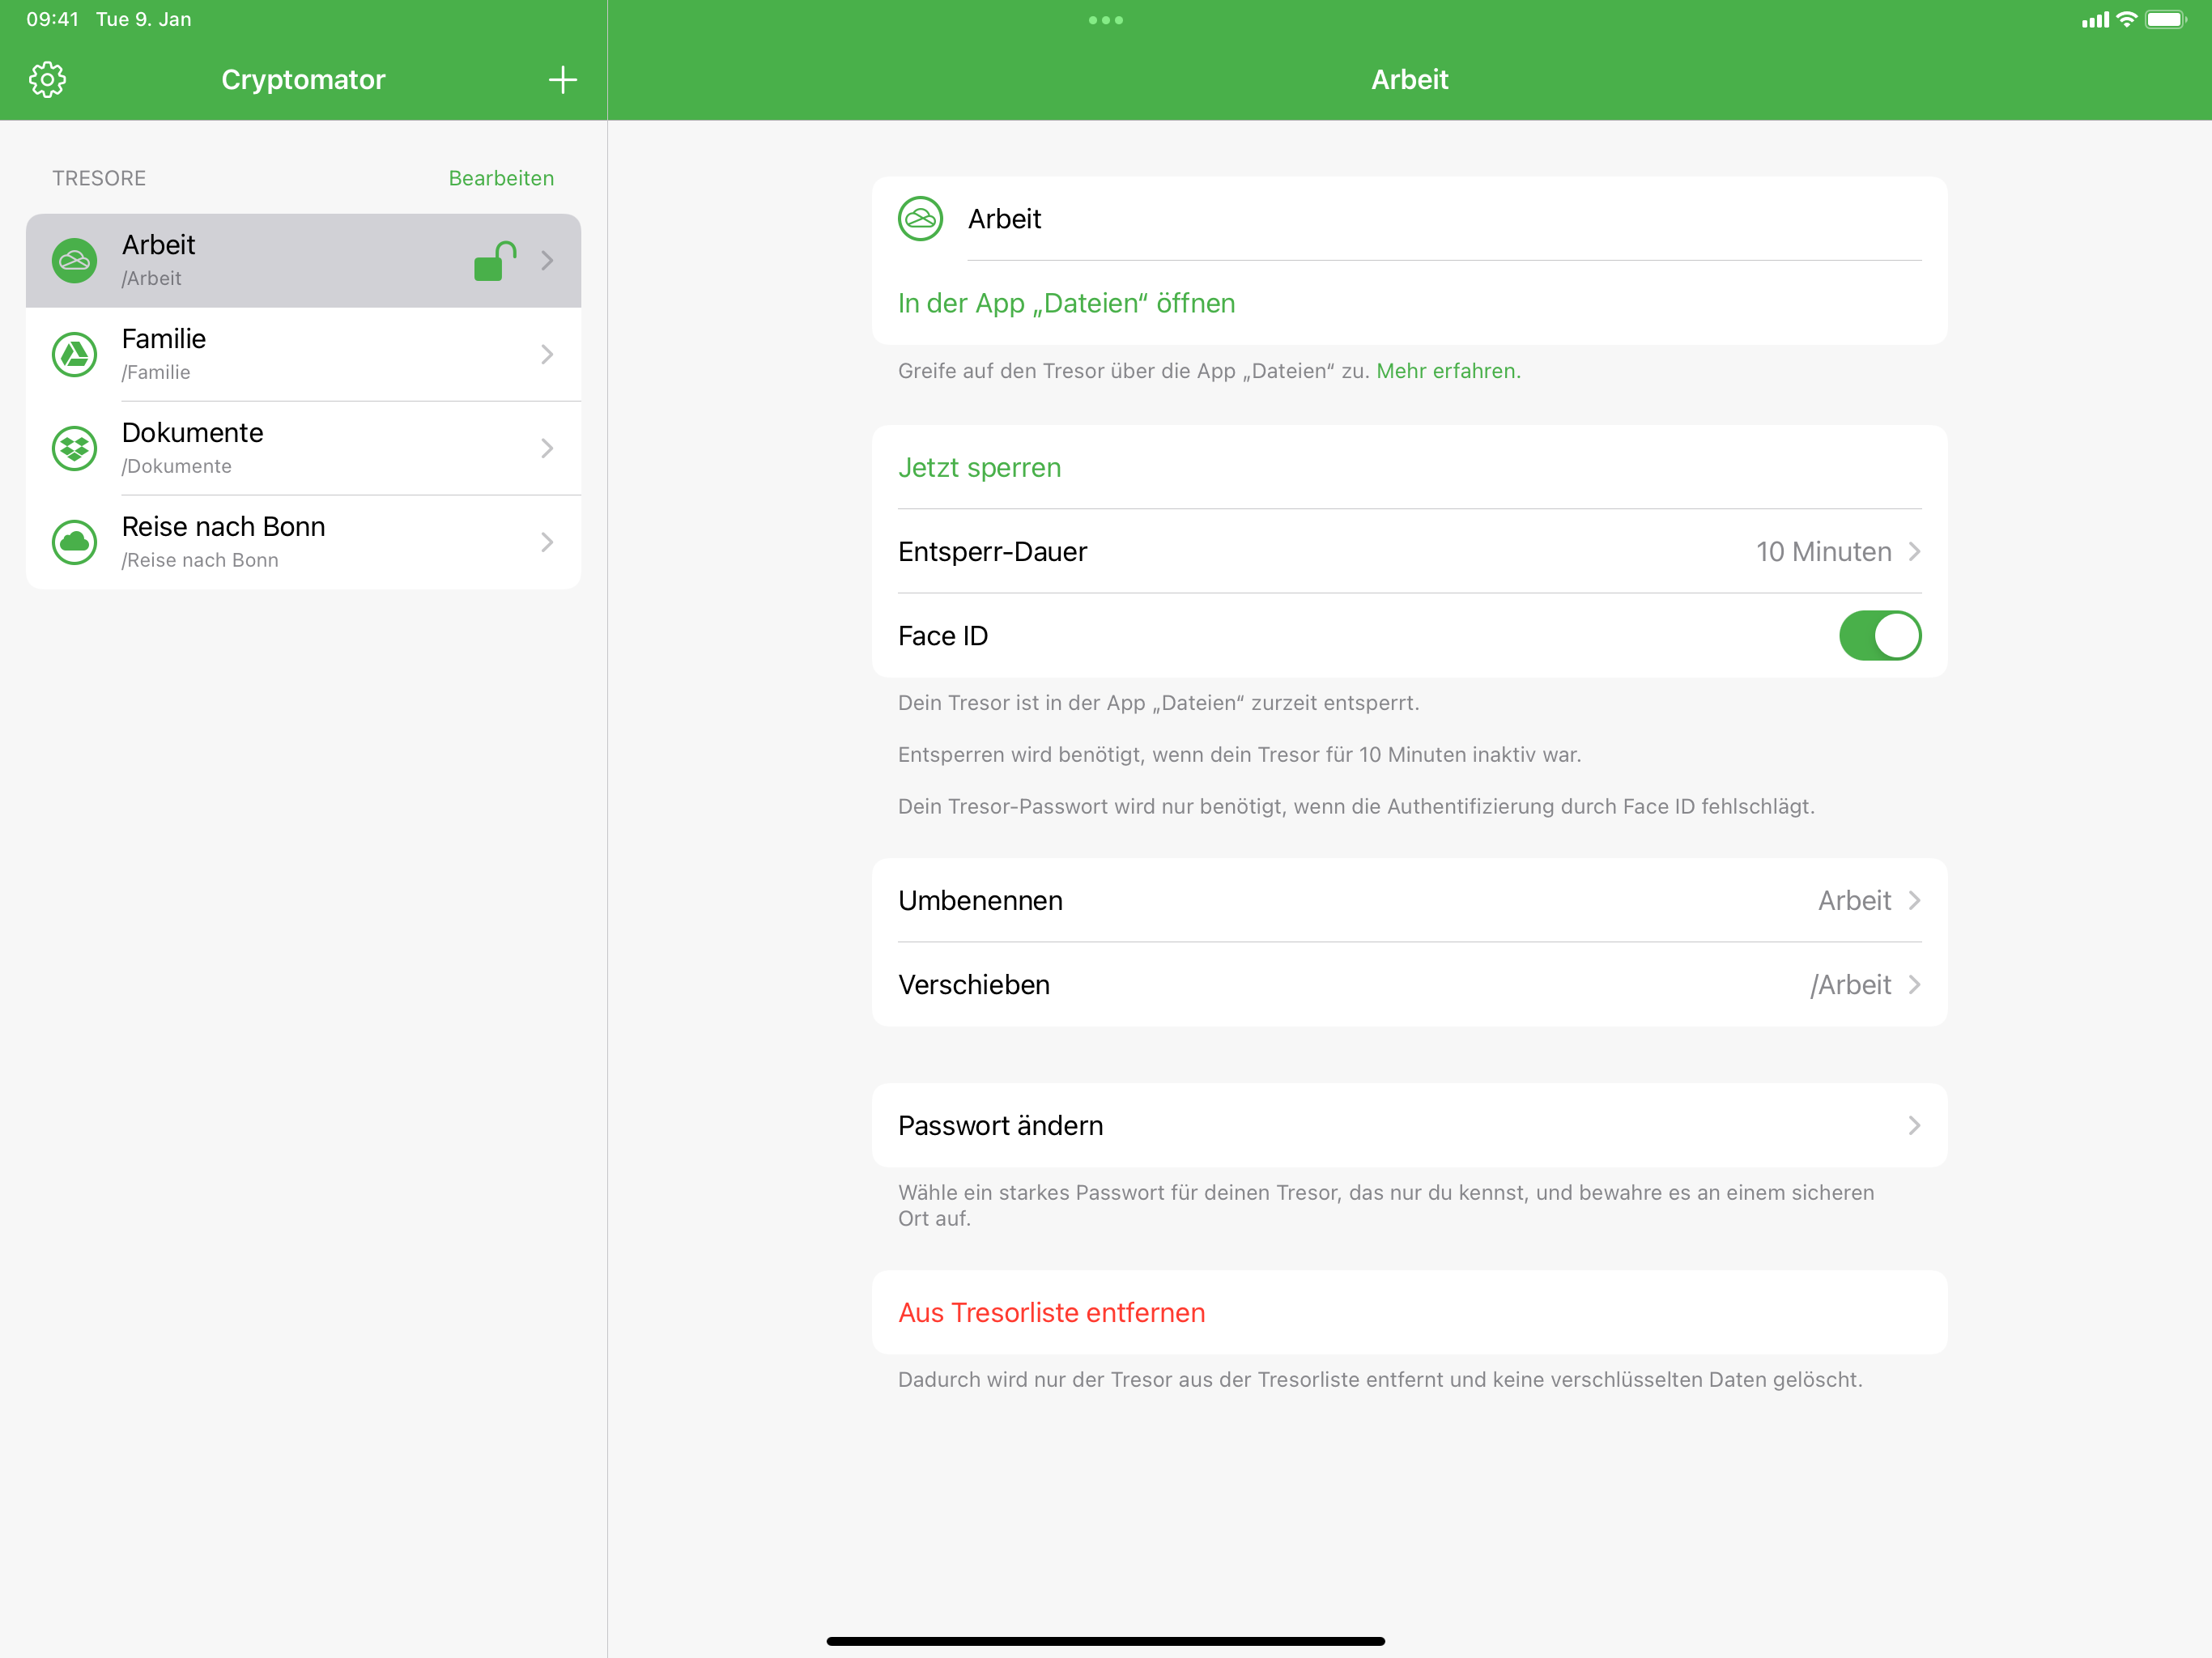 09:41 Tue 9. Jan
Cryptomator
Arbeit
TRESORE
Bearbeiten
Arbeit
/Arbeit
Familie
/Familie
Dokumente
/Dokumente
Reise nach Bonn
/Reise nach Bonn
Arbeit
In der App „Dateien“ öffnen
Greife auf den Tresor über die App „Dateien“ zu. Mehr erfahren.
Jetzt sperren
Entsperr-Dauer 10 Minuten
Face ID
Dein Tresor ist in der App „Dateien“ zurzeit entsperrt.
Entsperren wird benötigt, wenn dein Tresor für 10 Minuten inaktiv war.
Dein Tresor-Passwort wird nur benötigt, wenn die Authentifizierung durch Face ID fehlschlägt.
Umbenennen Arbeit
Verschieben /Arbeit
Passwort ändern
Wähle ein starkes Passwort für deinen Tresor, das nur du kennst, und bewahre es an einem sicheren
Ort auf.
Aus Tresorliste entfernen
Dadurch wird nur der Tresor aus der Tresorliste entfernt und keine verschlüsselten Daten gelöscht.